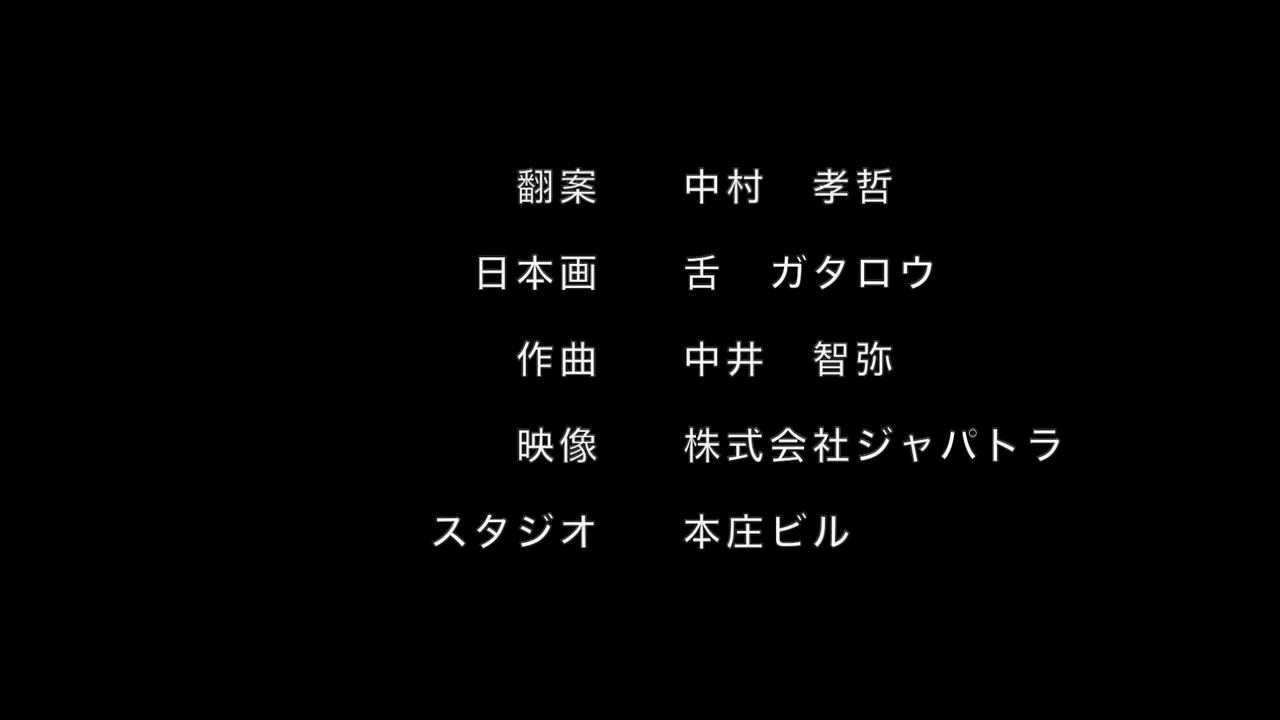 翻案　中村　孝哲
日本画　舌　ガタロウ
作曲　中井　智弥
映像　株式会社ジャパトラ
スタジオ　本庄ビル